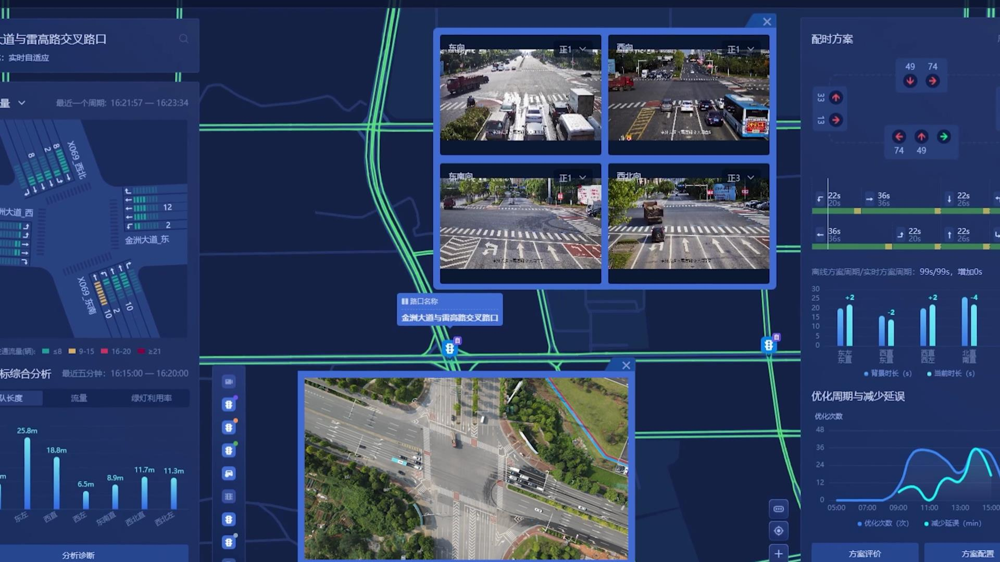 大道与雷高路交叉路口
: 实时自适应
量
最近一个周期: 16:21:57 — 16:23:34
8
2
8
X069_西北
12
2
金洲大道_东
洲大道_西
X069_东南
10
2
10
通流量(辆):
≤8
9-15
16-20
≥21
标综合分析
最近五分钟: 16:15:00 — 16:20:00
队长度
流量
绿灯利用率
m
25.8m
18.8m
6.5m
8.9m
11.7m
11.3m
东左
西直
西左
东南直
西北直
西北左
分析诊断
东向
正1
西向
正1
东南向
正1
西北向
正3
路口名称
金洲大道与雷高路交叉路口
自
自
配时方案
49 74
33
13
74 49
22s
20s
36s
36s
22s
26s
36s
36s
22s
20s
22s
26s
离线方案周期/实时方案周期: 99s/99s, 增加0s
30
25
20
15
10
5
0
+2
-2
+2
-4
东左
东直
西直
东直
西直
西左
北直
南直
背景时长 (s)
当前时长 (s)
优化周期与减少延误
优化次数
48
36
24
12
0
05:00 07:00 09:00 11:00 13:00 15:00
优化次数 (次)
减少延误 (min)
方案评价
方案配置